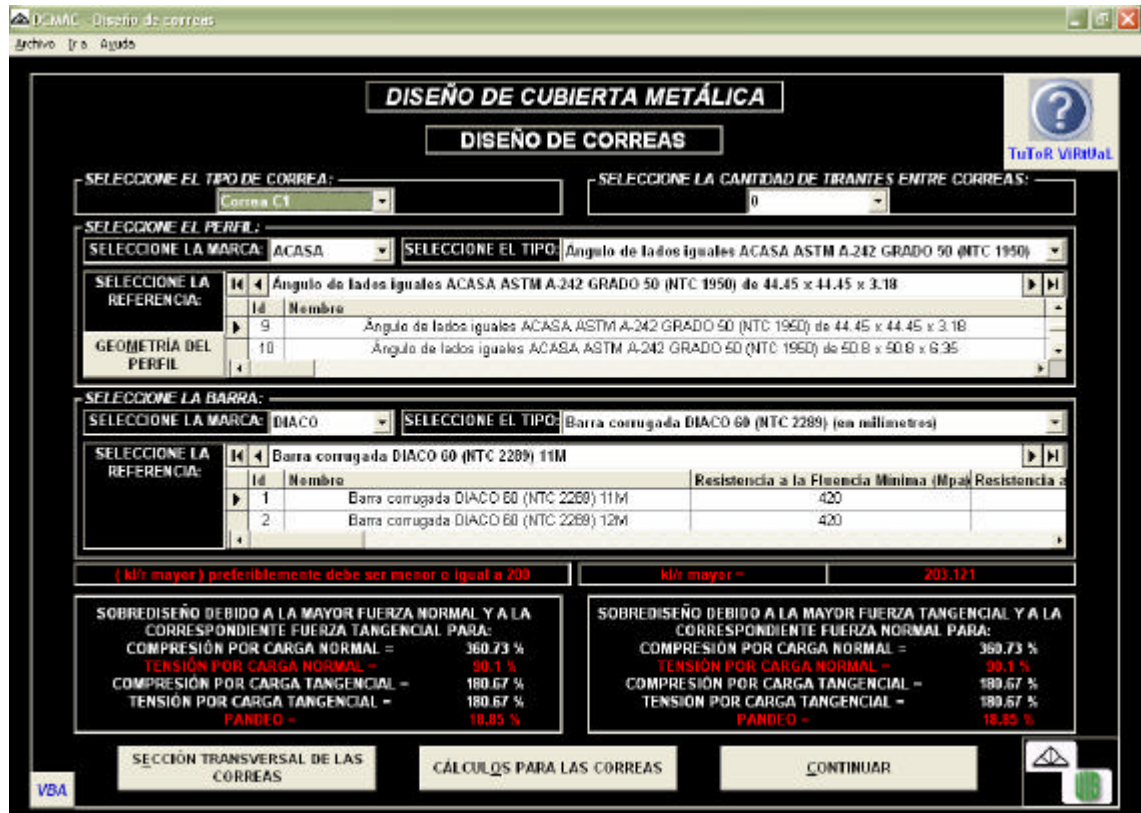 DCMAC - Diseño de correas
Archivo Ir a Ayuda
DISEÑO DE CUBIERTA METÁLICA
DISEÑO DE CORREAS
TuToR ViRtUaL
SELECCIONE EL TIPO DE CORREA:
Correa C1
SELECCIONE LA CANTIDAD DE TIRANTES ENTRE CORREAS:
0
SELECCIONE EL PERFIL:
SELECCIONE LA MARCA: ACASA SELECCIONE EL TIPO: Ángulo de lados iguales ACASA ASTM A-242 GRADO 50 (NTC 1950)
SELECCIONE LA REFERENCIA:
Ángulo de lados iguales ACASA ASTM A-242 GRADO 50 (NTC 1950) de 44.45 x 44.45 x 3.18
Id Nombre
9 Ángulo de lados iguales ACASA ASTM A-242 GRADO 50 (NTC 1950) de 44.45 x 44.45 x 3.18
10 Ángulo de lados iguales ACASA ASTM A-242 GRADO 50 (NTC 1950) de 50.8 x 50.8 x 6.35
GEOMETRÍA DEL PERFIL
SELECCIONE LA BARRA:
SELECCIONE LA MARCA: DIACO SELECCIONE EL TIPO: Barra corrugada DIACO 60 (NTC 2289) (en milímetros)
SELECCIONE LA REFERENCIA:
Barra corrugada DIACO 60 (NTC 2289) 11M
Id Nombre Resistencia a la Fluencia Mínima (Mpa) Resistencia a
1 Barra corrugada DIACO 60 (NTC 2289) 11M 420
2 Barra corrugada DIACO 60 (NTC 2289) 12M 420
( kl/r mayor ) preferiblemente debe ser menor o igual a 200 kl/r mayor = 203.121
SOBREDISEÑO DEBIDO A LA MAYOR FUERZA NORMAL Y A LA
CORRESPONDIENTE FUERZA TANGENCIAL PARA:
COMPRESIÓN POR CARGA NORMAL = 360.73 %
TENSIÓN POR CARGA NORMAL = 90.1 %
COMPRESIÓN POR CARGA TANGENCIAL = 180.67 %
TENSIÓN POR CARGA TANGENCIAL = 180.67 %
PANDEO = 18.85 %
SOBREDISEÑO DEBIDO A LA MAYOR FUERZA TANGENCIAL Y A LA
CORRESPONDIENTE FUERZA NORMAL PARA:
COMPRESIÓN POR CARGA NORMAL = 360.73 %
TENSIÓN POR CARGA NORMAL = 90.1 %
COMPRESIÓN POR CARGA TANGENCIAL = 180.67 %
TENSIÓN POR CARGA TANGENCIAL = 180.67 %
PANDEO = 18.85 %
SECCIÓN TRANSVERSAL DE LAS CORREAS
CÁLCULOS PARA LAS CORREAS
CONTINUAR
VBA